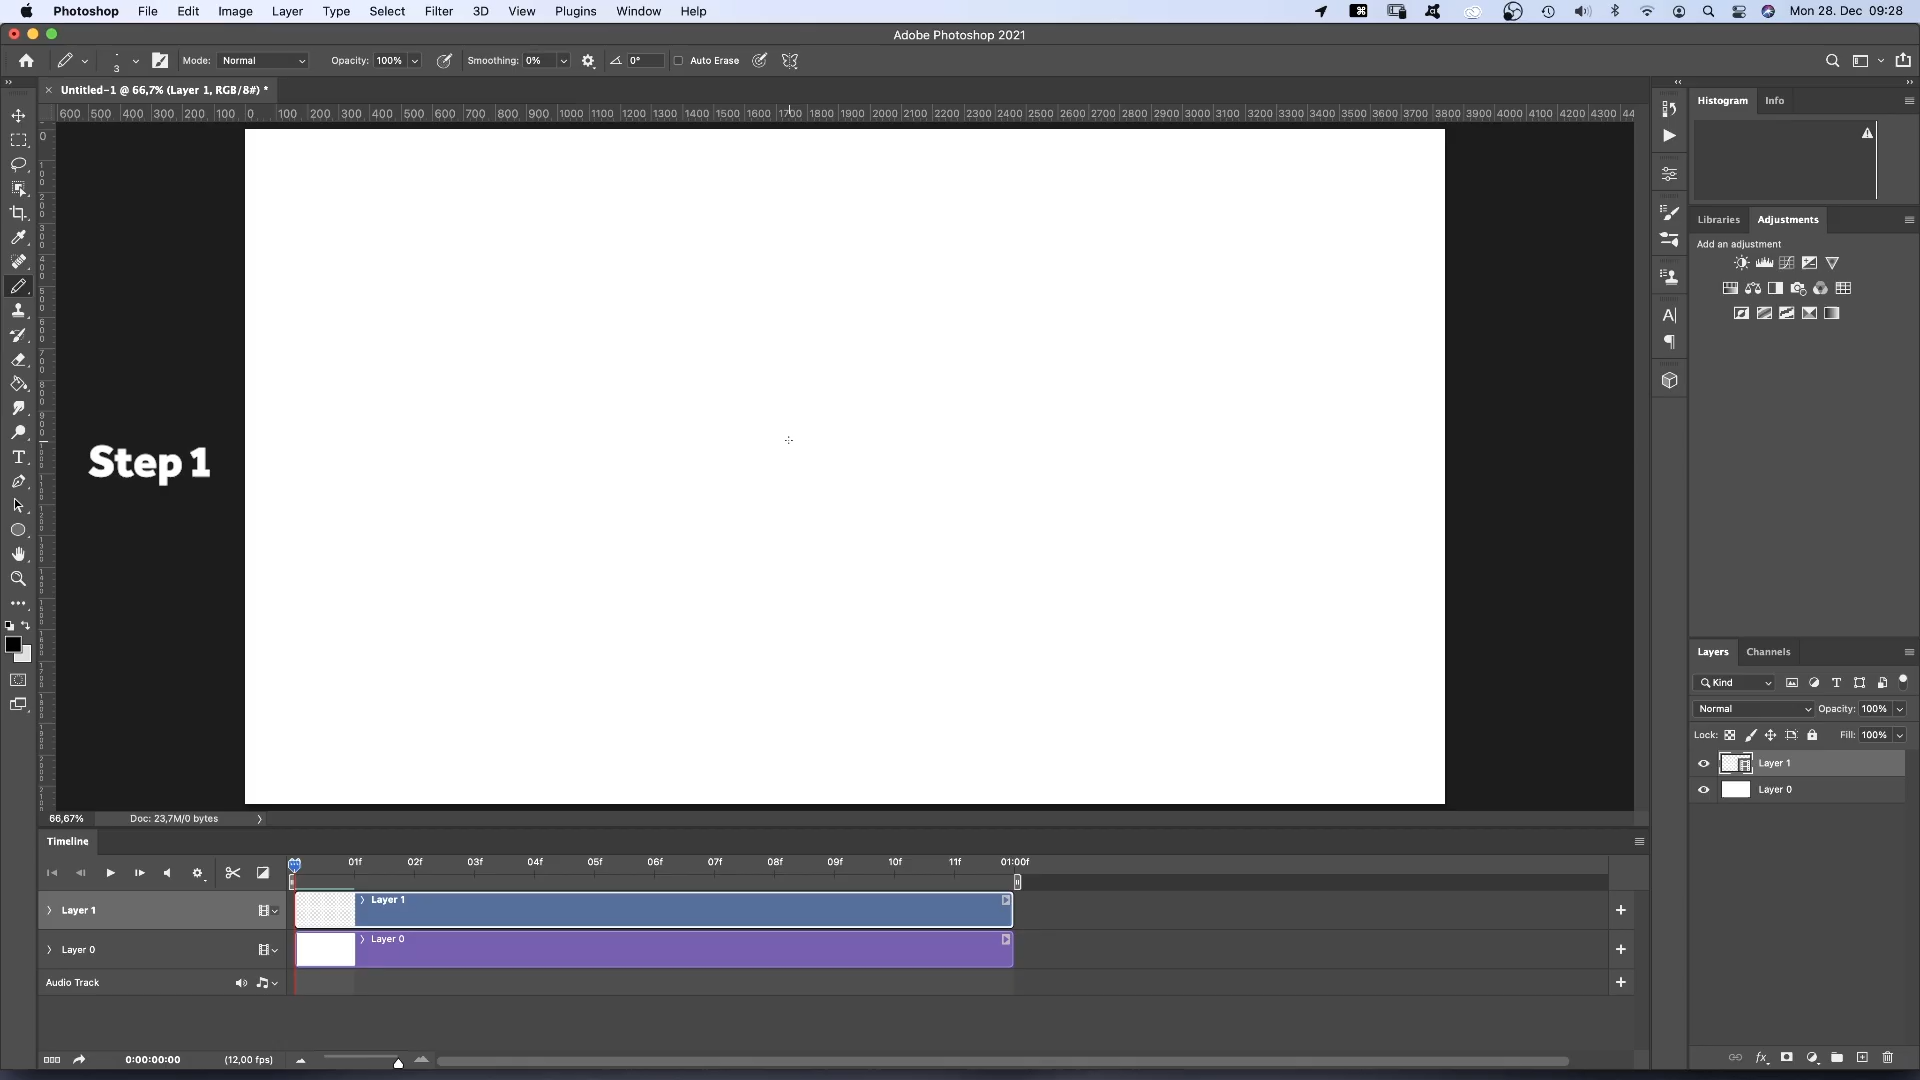 Photoshop File Edit Image Layer Type Select Filter 3D View Plugins Window Help Mon 28. Dec 09:28
Adobe Photoshop 2021
3 Mode: Normal Opacity: 100% Smoothing: 0% 0° Auto Erase
Untitled-1 @ 66,7% (Layer 1, RGB/8#) *
600 500 400 300 200 100 0 100 200 300 400 500 600 700 800 900 1000 1100 1200 1300 1400 1500 1600 1700 1800 1900 2000 2100 2200 2300 2400 2500 2600 2700 2800 2900 3000 3100 3200 3300 3400 3500 3600 3700 3800 3900 4000 4100 4200 4300 44
Histogram Info
Libraries Adjustments
Add an adjustment
Step 1
Layers Channels
Kind
Normal Opacity: 100%
Lock: Fill: 100%
Layer 1
Layer 0
66,67% Doc: 23,7M/0 bytes
Timeline
01f 02f 03f 04f 05f 06f 07f 08f 09f 10f 11f 01:00f
Layer 1 Layer 1
Layer 0 Layer 0
Audio Track
0:00:00:00 (12,00 fps)